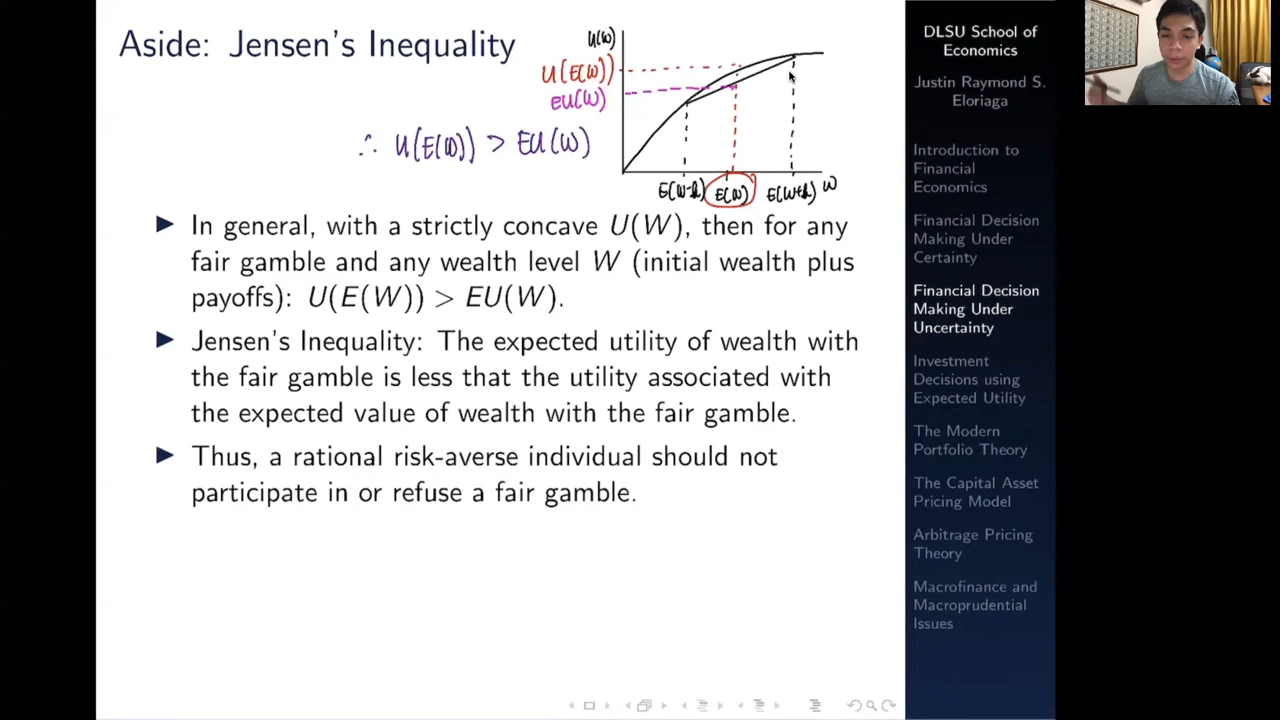 Aside: Jensen's Inequality
U(W)
U(E(W))
EU(W)
∴ U(E(W)) > EU(W)
E(W-h) E(W) E(W+h) W
In general, with a strictly concave U(W), then for any
fair gamble and any wealth level W (initial wealth plus
payoffs): U(E(W)) > EU(W).
Jensen's Inequality: The expected utility of wealth with
the fair gamble is less that the utility associated with
the expected value of wealth with the fair gamble.
Thus, a rational risk-averse individual should not
participate in or refuse a fair gamble.
DLSU School of
Economics
Justin Raymond S.
Eloriaga
Introduction to
Financial
Economics
Financial Decision
Making Under
Certainty
Financial Decision
Making Under
Uncertainty
Investment
Decisions using
Expected Utility
The Modern
Portfolio Theory
The Capital Asset
Pricing Model
Arbitrage Pricing
Theory
Macrofinance and
Macroprudential
Issues